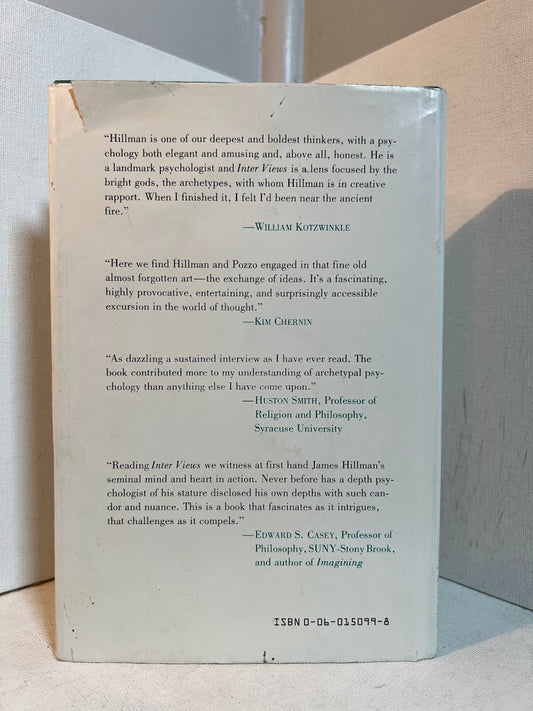 “Hillman is one of our deepest and boldest thinkers, with a psy-
chology both elegant and amusing and, above all, honest. He is
a landmark psychologist and Inter Views is a lens focused by the
bright gods, the archetypes, with whom Hillman is in creative
rapport. When I finished it, I felt I’d been near the ancient
fire.”
—WILLIAM KOTZWINKLE
“Here we find Hillman and Pozzo engaged in that fine old
almost forgotten art—the exchange of ideas. It’s a fascinating,
highly provocative, entertaining, and surprisingly accessible
excursion in the world of thought.”
—KIM CHERNIN
“As dazzling a sustained interview as I have ever read. The
book contributed more to my understanding of archetypal psy-
chology than anything else I have come upon.”
—HUSTON SMITH, Professor of
Religion and Philosophy,
Syracuse University
“Reading Inter Views we witness at first hand James Hillman’s
seminal mind and heart in action. Never before has a depth psy-
chologist of his stature disclosed his own depths with such can-
dor and nuance. This is a book that fascinates as it intrigues,
that challenges as it compels.”
—EDWARD S. CASEY, Professor of
Philosophy, SUNY-Stony Brook,
and author of Imagining
ISBN 0-06-015099-8